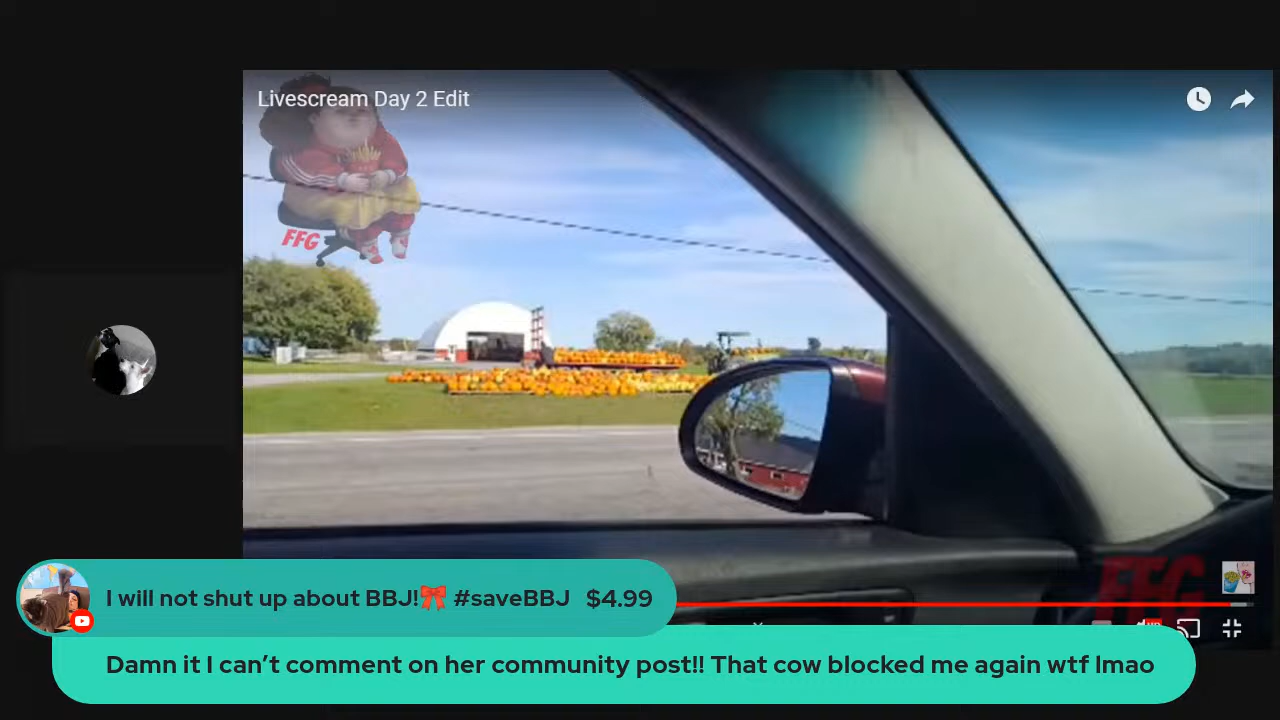 Livescream Day 2 Edit
FFG
I will not shut up about BBJ!🎀 #saveBBJ $4.99
FFG
Damn it I can’t comment on her community post!! That cow blocked me again wtf lmao